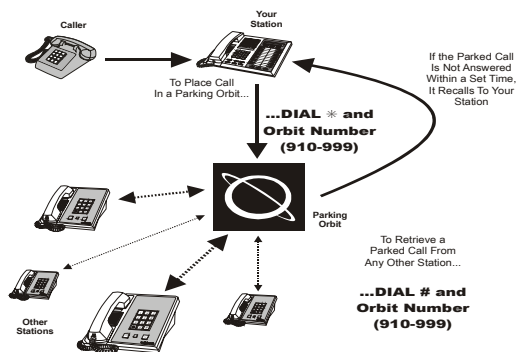 Caller
Your
Station
To Place Call
In a Parking Orbit...
If the Parked Call
Is Not Answered
Within a Set Time,
It Recalls To Your
Station
...DIAL ✳ and
Orbit Number
(910-999)
Parking
Orbit
To Retrieve a
Parked Call From
Any Other Station...
...DIAL # and
Orbit Number
(910-999)
Other
Stations